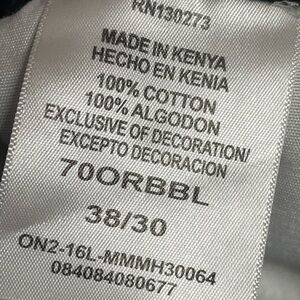 RN130273
MADE IN KENYA
HECHO EN KENIA
100% COTTON
100% ALGODON
EXCLUSIVE OF DECORATION/
EXCEPTO DECORACION
70ORBBL
38/30
ON2-16L-MMMH30064
084084080677